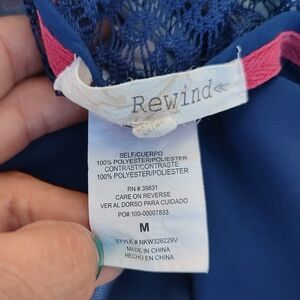 Rewind«
SELF/CUERPO
100% POLYESTER/POLIESTER
CONTRAST/CONTRASTE
100% POLYESTER/POLIESTER
RN # 39831
CARE ON REVERSE
VER AL DORSO PARA CUIDADO
PO# 100-00007833
M
STYLE # NKW326229V
MADE IN CHINA
HECHO EN CHINA